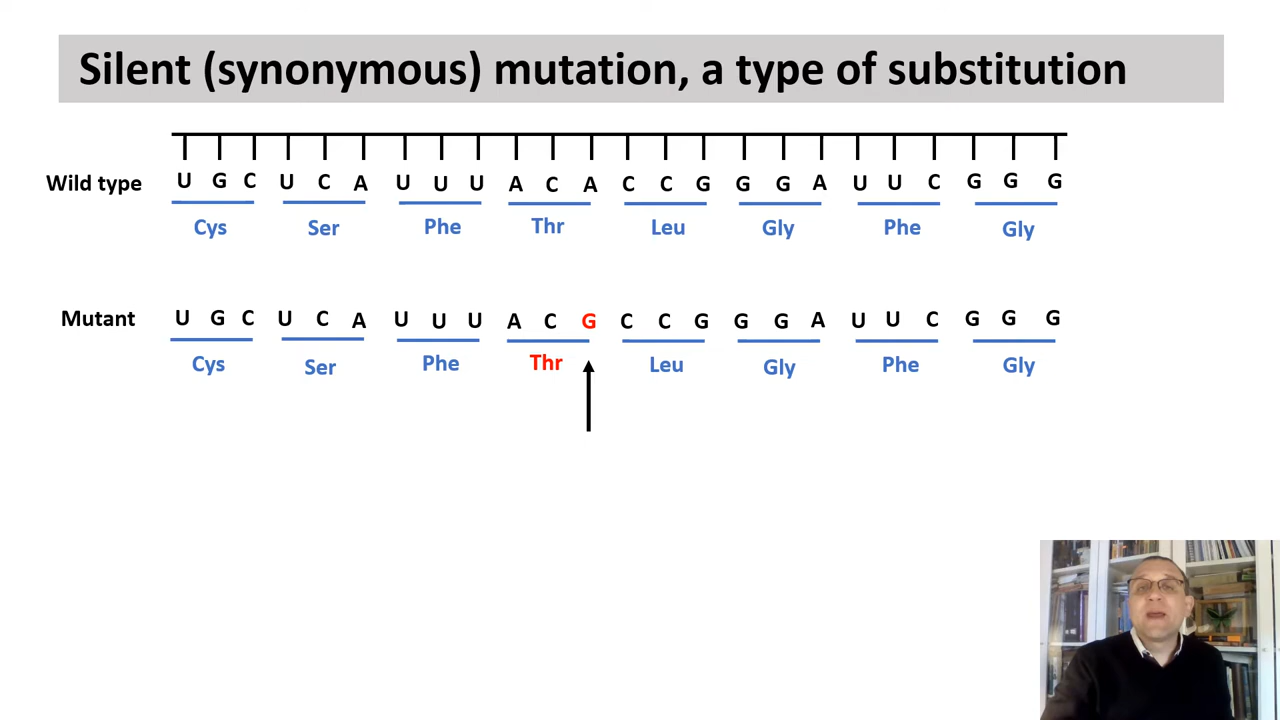 Silent (synonymous) mutation, a type of substitution
Wild type U G C U C A U U U A C A C C G G G A U U C G G G
Cys Ser Phe Thr Leu Gly Phe Gly
Mutant U G C U C A U U U A C G C C G G G A U U C G G G
Cys Ser Phe Thr Leu Gly Phe Gly